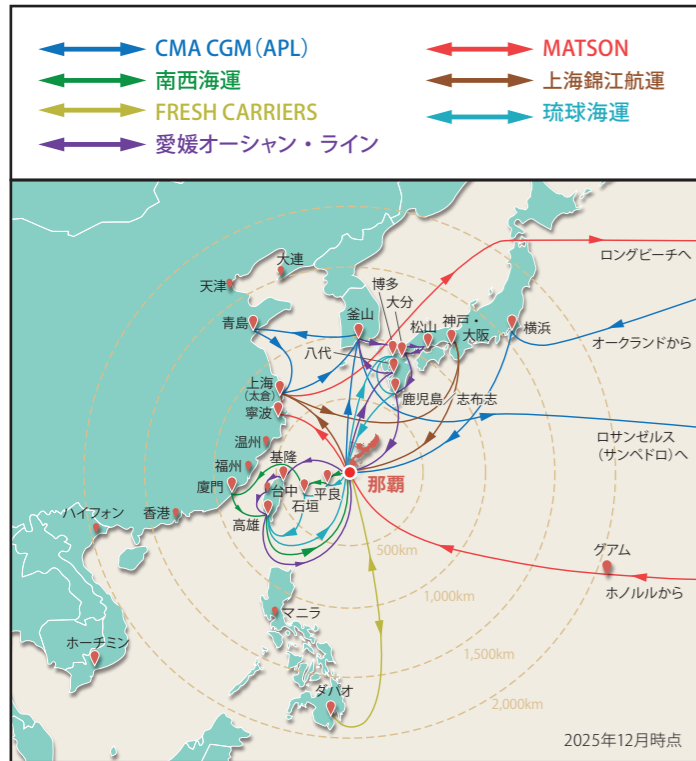 CMA CGM(APL)
MATSON
南西海運
上海錦江航運
FRESH CARRIERS
琉球海運
愛媛オーシャン・ライン
大連
天津
ロングビーチへ
博多
大分
青島
釜山
松山
神戸・
大阪
横浜
八代
オークランドから
上海
(太倉)
鹿児島
志布志
寧波
ロサンゼルス
(サンペドロ)へ
温州
福州
基隆
那覇
廈門
台中
平良
石垣
ハイフォン
香港
高雄
500km
グアム
1,000km
ホノルルから
マニラ
ホーチミン
1,500km
ダバオ
2,000km
2025年12月時点